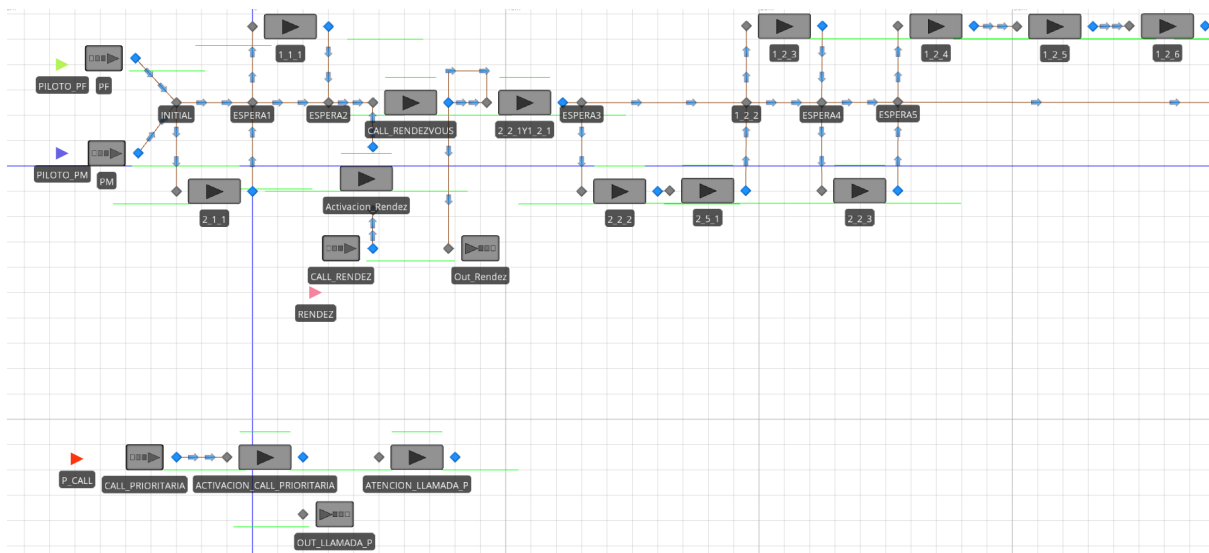 1_1_1
1_2_3
1_2_4
1_2_5
1_2_6
PILOTO_PF
PF
INITIAL
ESPERA1
ESPERA2
CALL_RENDEZVOUS
2_2_1Y1_2_1
ESPERA3
1_2_2
ESPERA4
ESPERA5
PILOTO_PM
PM
2_1_1
Activacion_Rendez
2_2_2
2_5_1
2_2_3
CALL_RENDEZ
Out_Rendez
RENDEZ
P_CALL
CALL_PRIORITARIA
ACTIVACION_CALL_PRIORITARIA
ATENCION_LLAMADA_P
OUT_LLAMADA_P